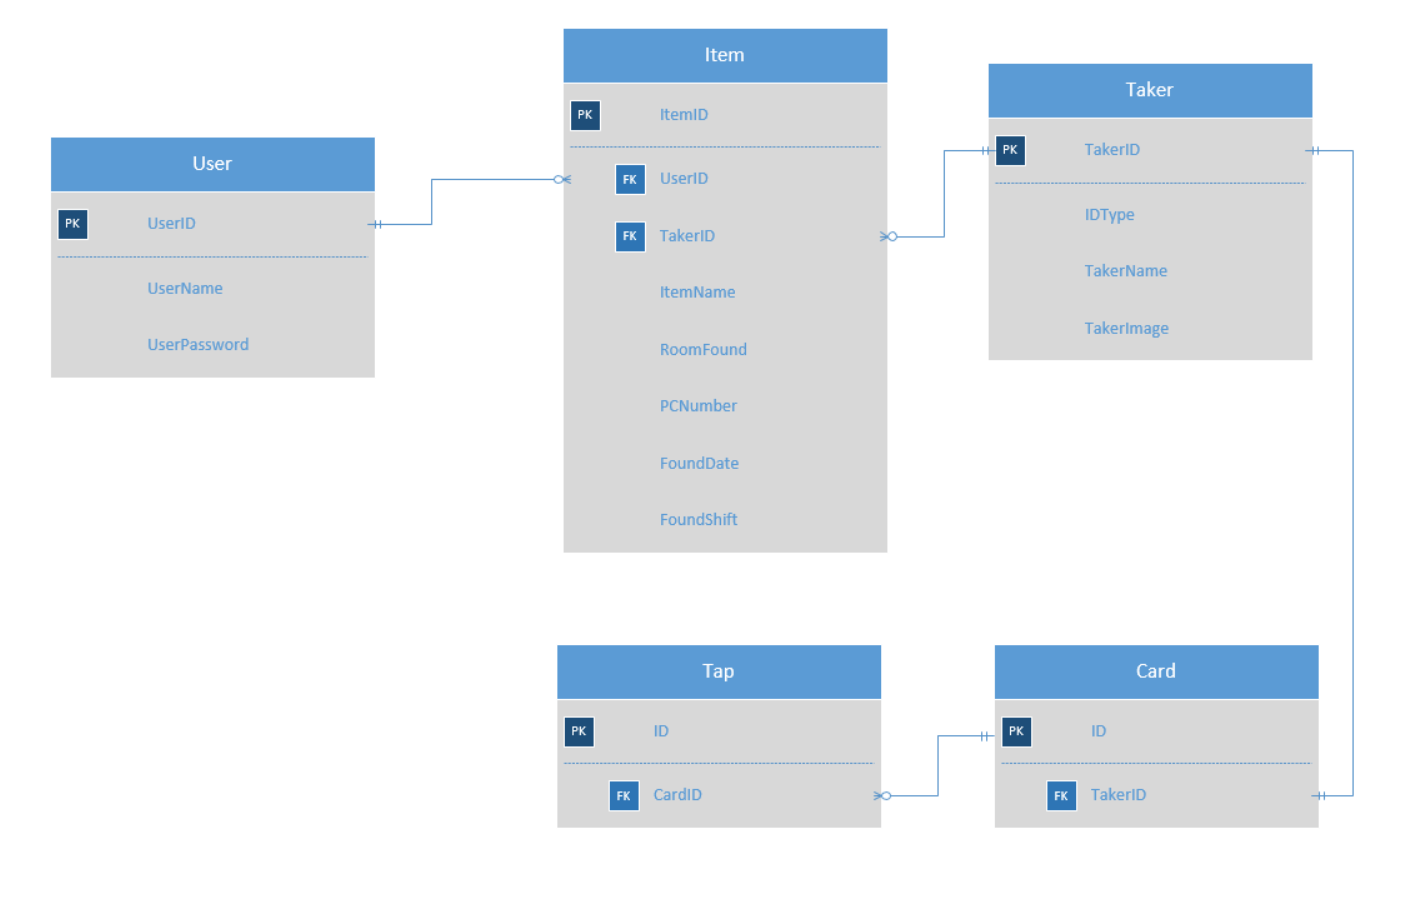 User
PK UserID
UserName
UserPassword
Item
PK ItemID
FK UserID
FK TakerID
ItemName
RoomFound
PCNumber
FoundDate
FoundShift
Taker
PK TakerID
IDType
TakerName
TakerImage
Tap
PK ID
FK CardID
Card
PK ID
FK TakerID